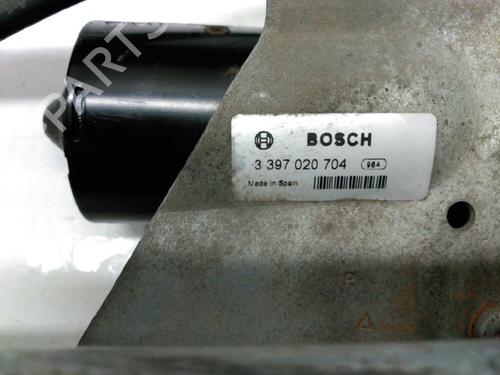 BOSCH
3 397 020 704 964
Made in Spain
PARTS
P